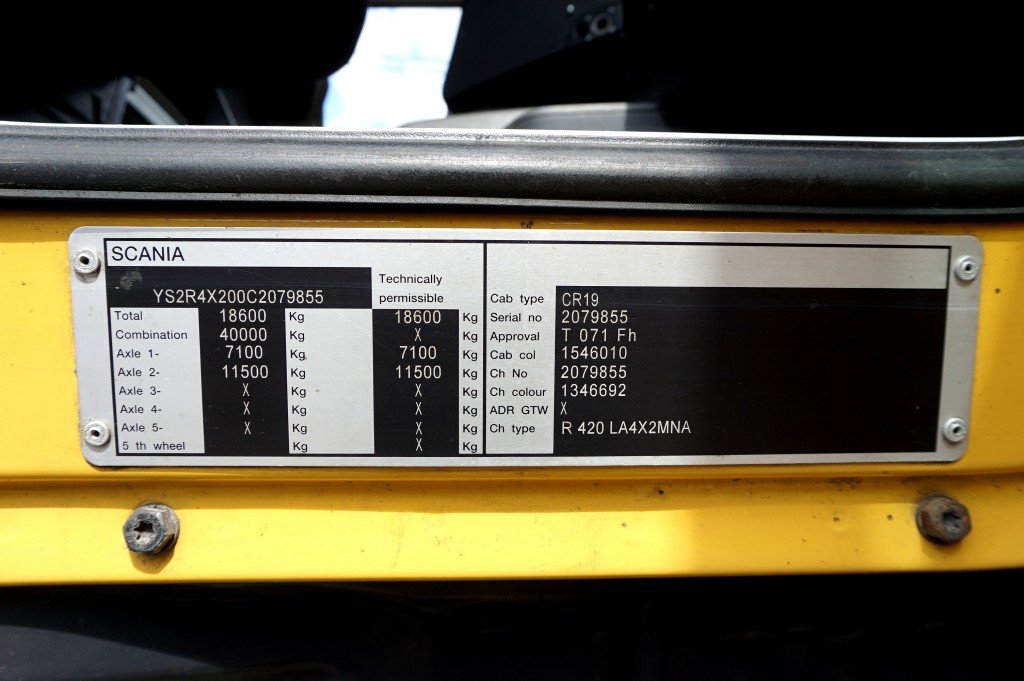 SCANIA
YS2R4X200C2079855
Technically
permissible
Total 18600 Kg 18600 Kg
Combination 40000 Kg X Kg
Axle 1- 7100 Kg 7100 Kg
Axle 2- 11500 Kg 11500 Kg
Axle 3- X Kg X Kg
Axle 4- X Kg X Kg
Axle 5- X Kg X Kg
5 th wheel Kg X Kg
Cab type CR19
Serial no 2079855
Approval T 071 Fh
Cab col 1546010
Ch No 2079855
Ch colour 1346692
ADR GTW X
Ch type R 420 LA4X2MNA